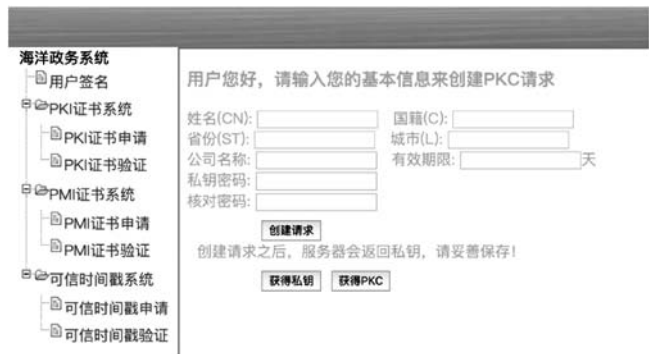 海洋政务系统
用户签名
PKI证书系统
PKI证书申请
PKI证书验证
PMI证书系统
PMI证书申请
PMI证书验证
可信时间戳系统
可信时间戳申请
可信时间戳验证
用户您好，请输入您的基本信息来创建PKC请求
姓名(CN): 国籍(C):
省份(ST): 城市(L):
公司名称: 有效期限: 天
私钥密码:
核对密码:
创建请求
创建请求之后，服务器会返回私钥，请妥善保存！
获得私钥 获得PKC